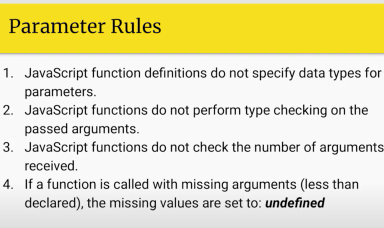 Parameter Rules
1. JavaScript function definitions do not specify data types for
parameters.
2. JavaScript functions do not perform type checking on the
passed arguments.
3. JavaScript functions do not check the number of arguments
received.
4. If a function is called with missing arguments (less than
declared), the missing values are set to: undefined